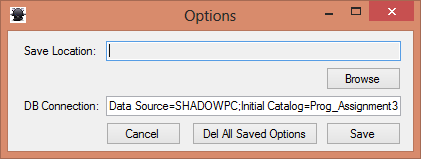 Options
Save Location:
Browse
DB Connection: Data Source=SHADOWPC;Initial Catalog=Prog_Assignment3
Cancel Del All Saved Options Save